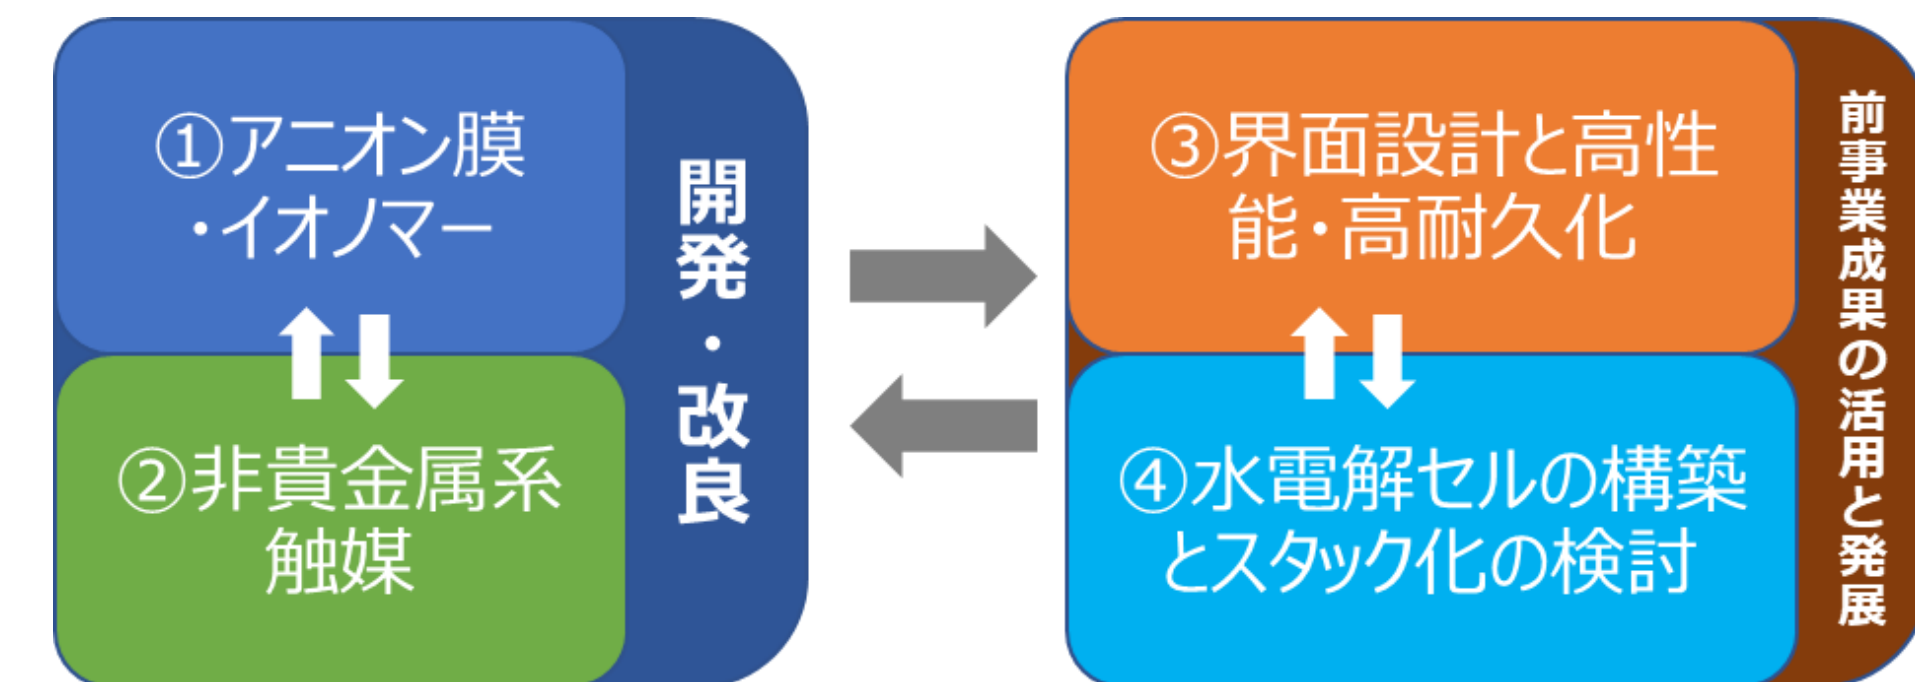 ①アニオン膜
・イオノマー
②非貴金属系
触媒
開発・改良
③界面設計と高性
能・高耐久化
④水電解セルの構築
とスタック化の検討
前事業成果の活用と発展